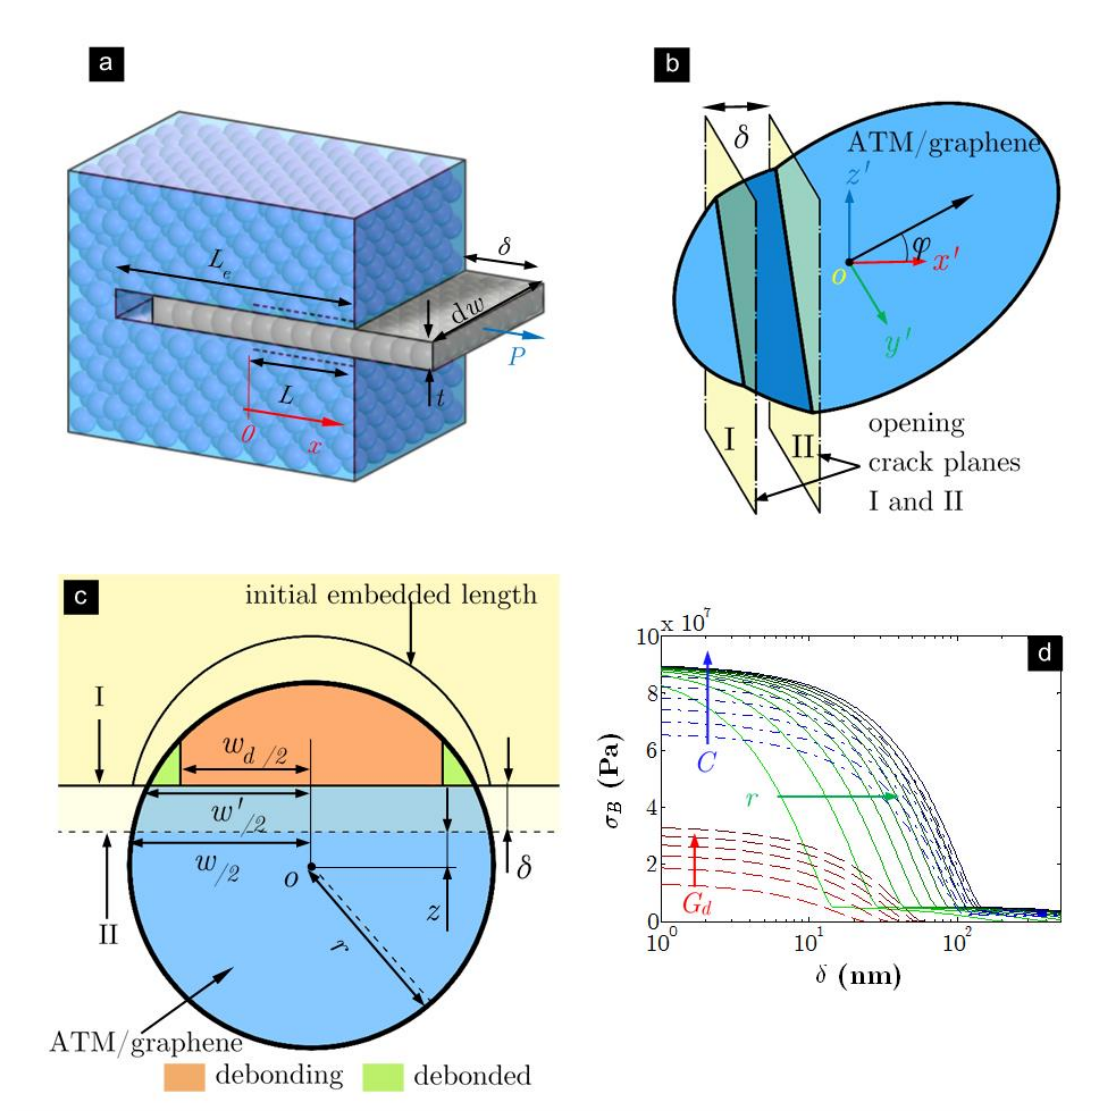 a
L_e
δ
dw
P
t
L
0
x
b
δ
ATM/graphene
z'
φ
x'
o
y'
I
II
opening
crack planes
I and II
c
initial embedded length
I
w_d/2
w'/2
w/2
o
δ
z
II
r
ATM/graphene
debonding
debonded
d
x 10^7
10
8
6
4
2
0
σ_B (Pa)
C
r
G_d
10^0
10^1
10^2
δ (nm)